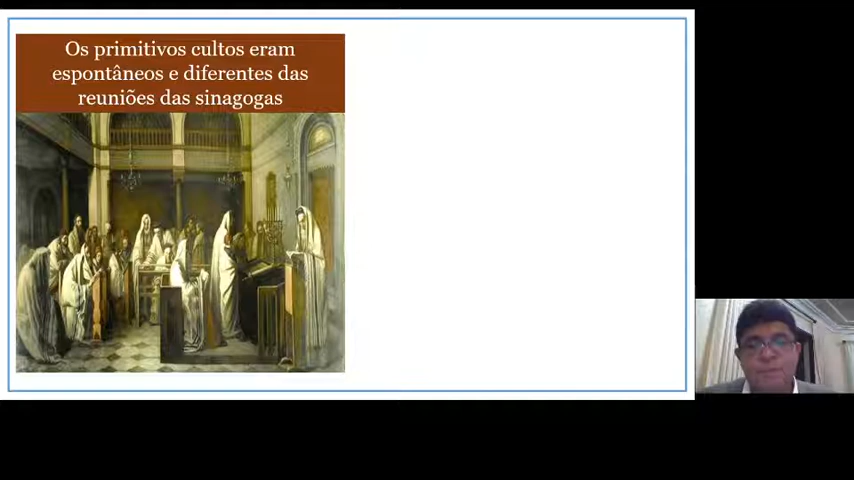 Os primitivos cultos eram
espontâneos e diferentes das
reuniões das sinagogas